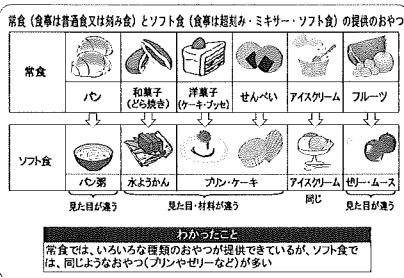 常食(食事は普通食又は刻み食)とソフト食(食事は超刻み・ミキサー・ソフト食)の提供のおやつ
常食
パン
和菓子
(どら焼き)
洋菓子
(ケーキ・ブッセ)
せんべい
アイスクリーム
フルーツ
ソフト食
パン粥
水ようかん
プリン・ケーキ
アイスクリーム
ゼリー・ムース
見た目が違う
見た目・材料が違う
同じ
見た目が違う
わかったこと
常食では、いろいろな種類のおやつが提供できているが、ソフト食で
は、同じようなおやつ(プリンやゼリーなど)が多い